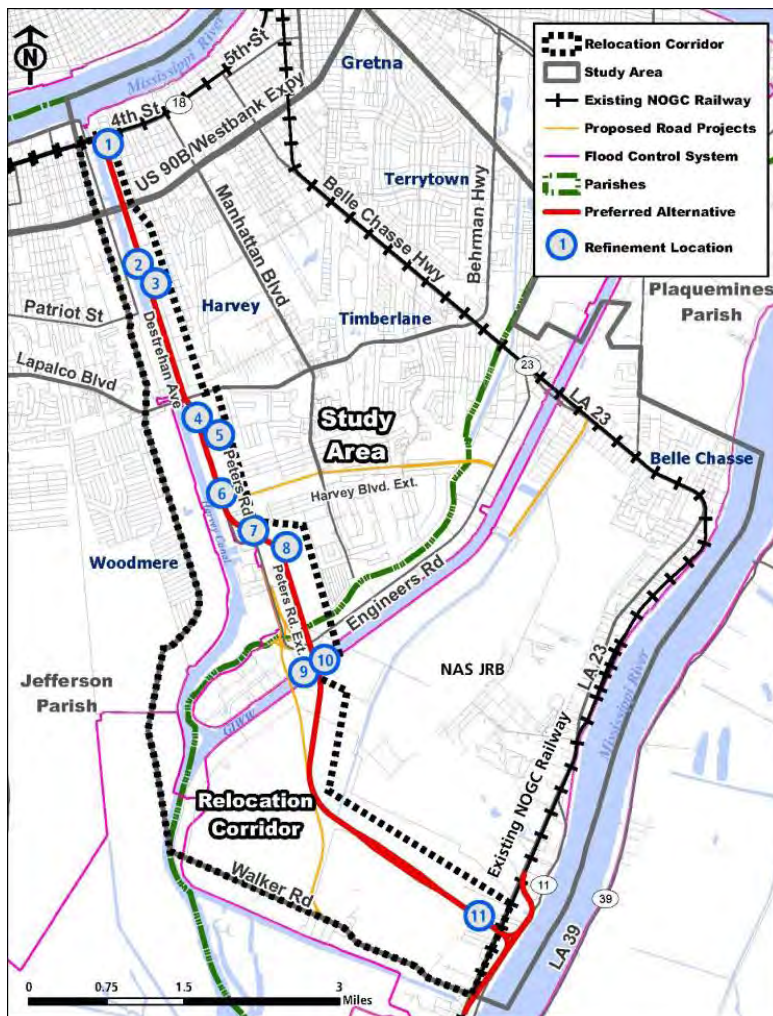 N
Mississippi River
5th St
4th St
18
US 90B/Westbank Expy
Gretna
Terrytown
Belle Chasse Hwy
Behrman Hwy
Manhattan Blvd
Relocation Corridor
Study Area
Existing NOGC Railway
Proposed Road Projects
Flood Control System
Parishes
Preferred Alternative
1
Refinement Location
1
2
3
Patriot St
Harvey
Timberlane
Plaquemines
Parish
Destrehan Ave
Lapalco Blvd
23
LA 23
4
5
Study
Area
Belle Chasse
Peters Rd
6
Harvey Blvd. Ext.
Harvey Canal
7
8
Woodmere
Engineers Rd
Peters Rd. Ext.
9
10
NAS JRB
LA 23
Mississippi River
Jefferson
Parish
GIWW
Relocation
Corridor
Existing NOGC Railway
Walker Rd
11
11
39
LA 39
0
0.75
1.5
3
Miles